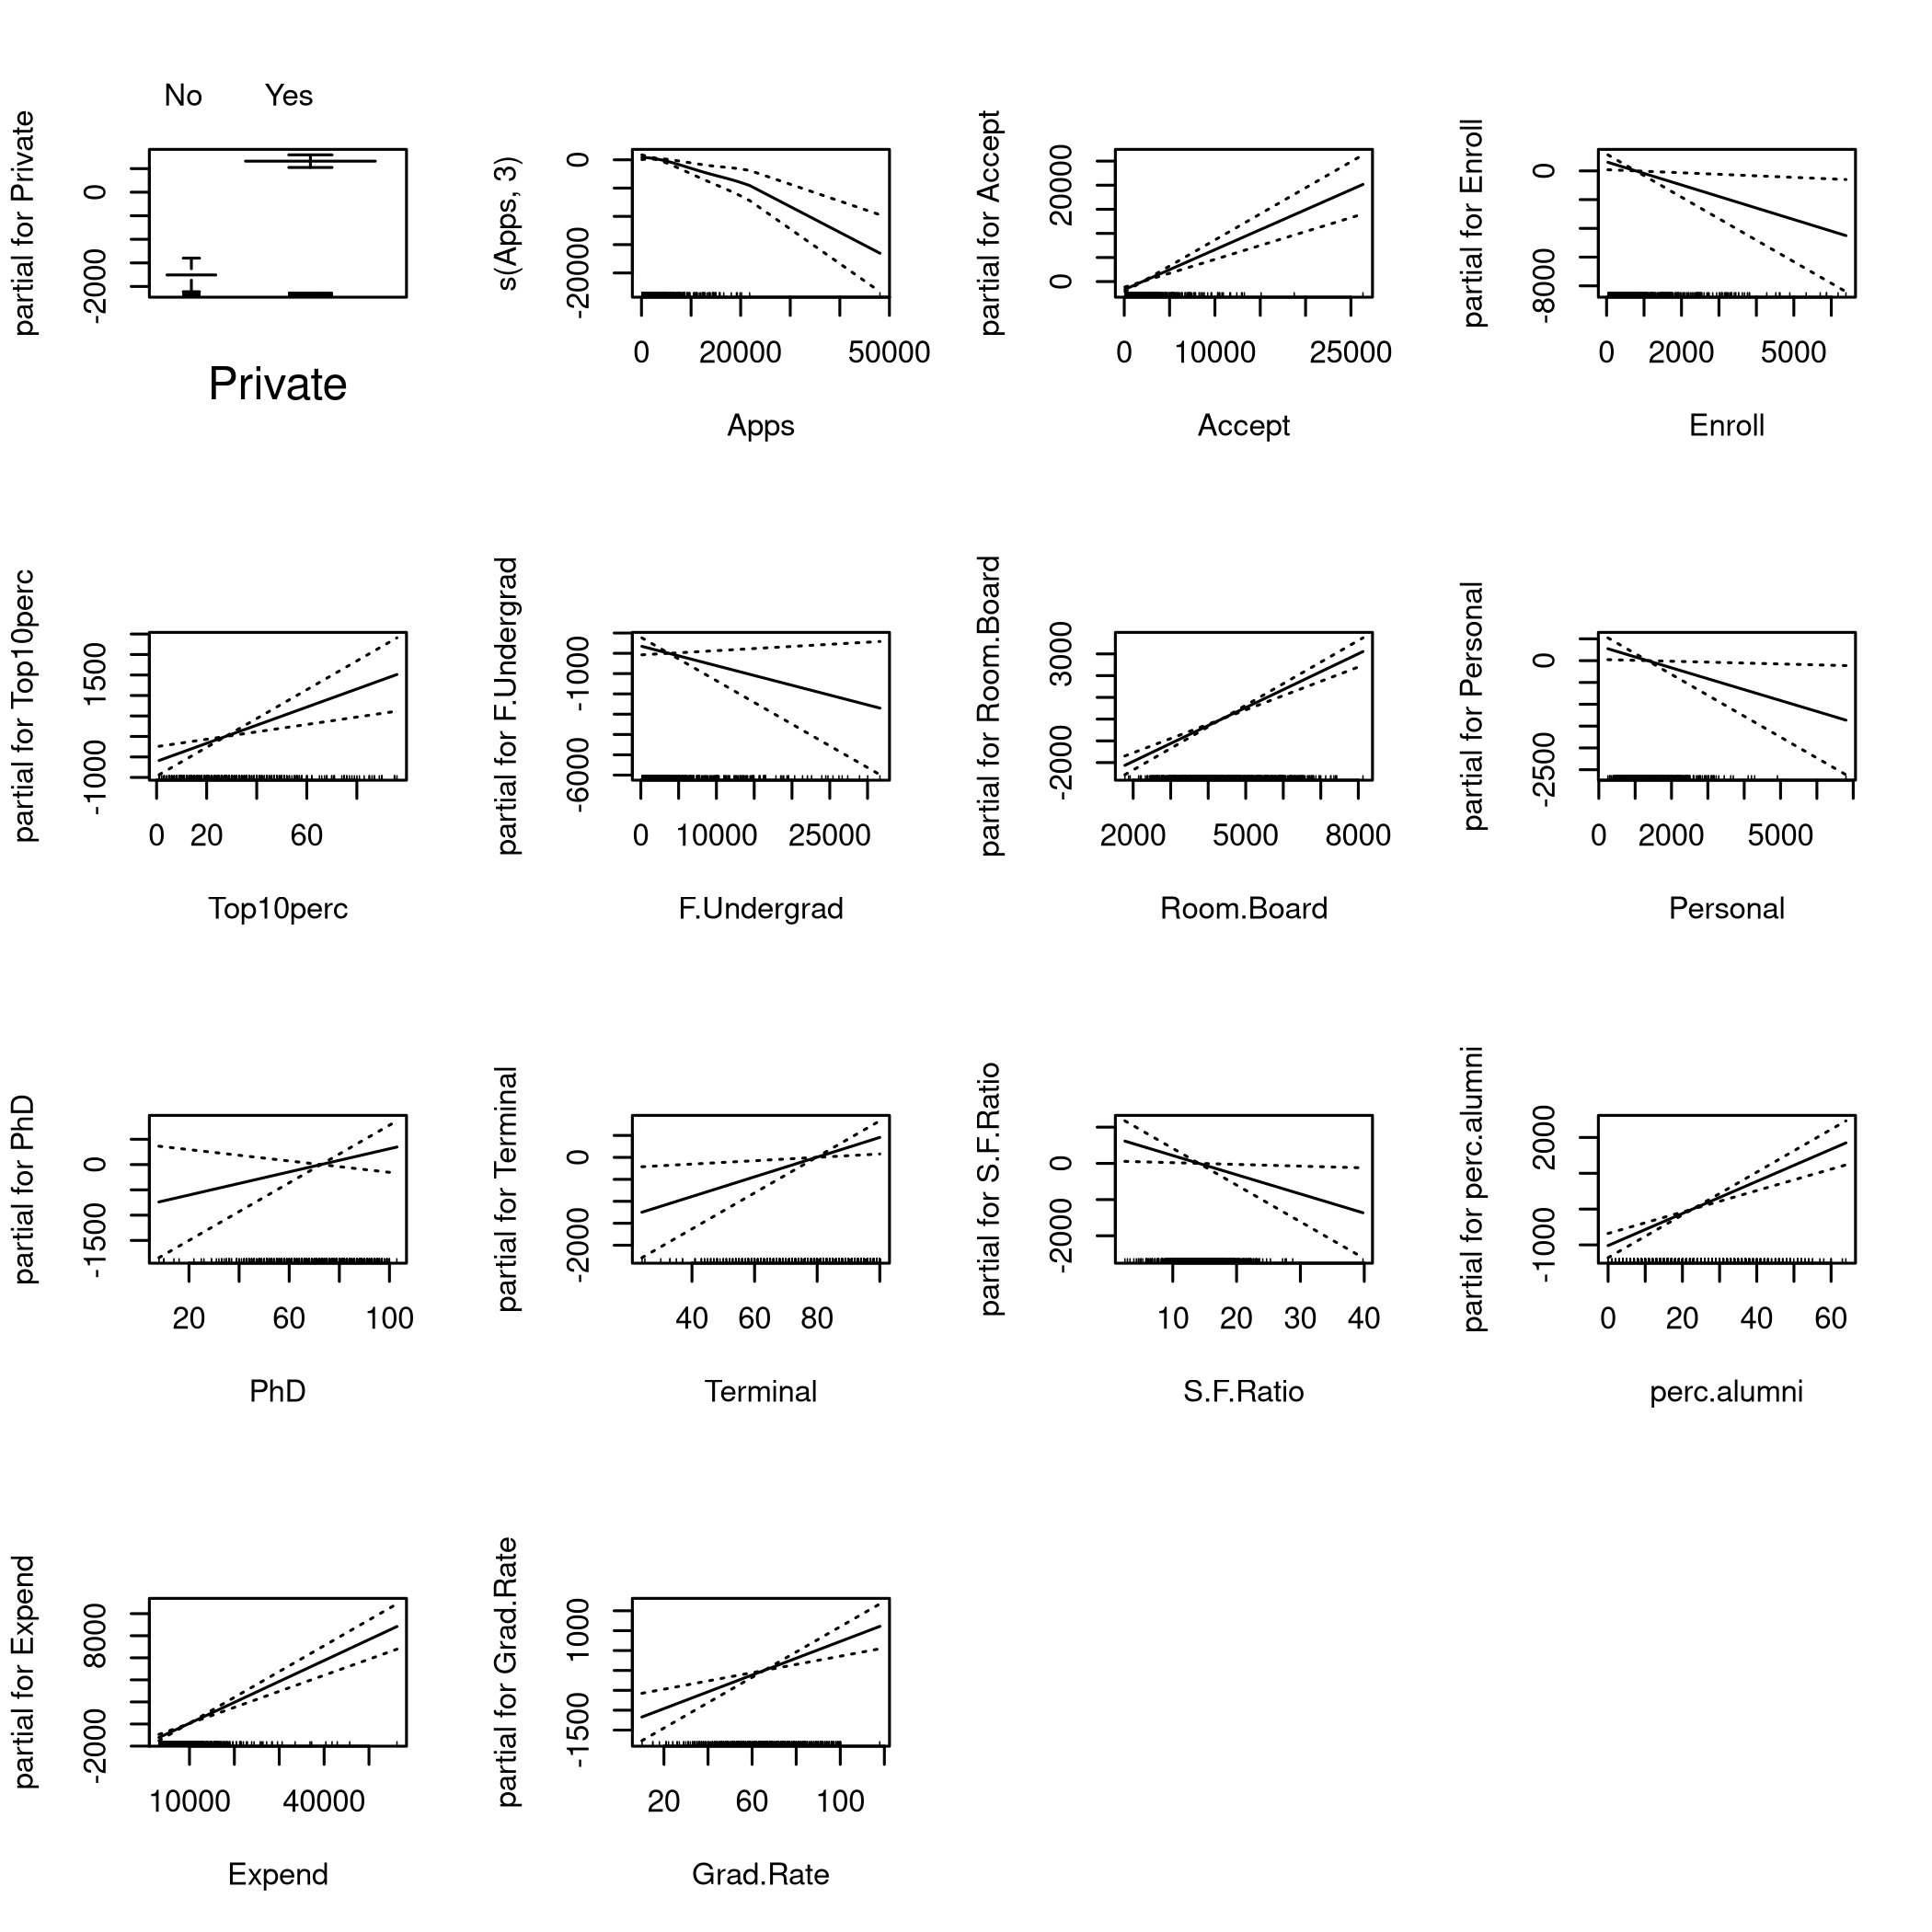 No Yes
partial for Private
0
-2000
Private
s(Apps, 3)
0
-20000
0 20000 50000
Apps
partial for Accept
20000
0
0 10000 25000
Accept
partial for Enroll
0
-8000
0 2000 5000
Enroll
partial for Top10perc
1500
-1000
0 20 60
Top10perc
partial for F.Undergrad
-1000
-6000
0 10000 25000
F.Undergrad
partial for Room.Board
3000
-2000
2000 5000 8000
Room.Board
partial for Personal
0
-2500
0 2000 5000
Personal
partial for PhD
0
-1500
20 60 100
PhD
partial for Terminal
0
-2000
40 60 80
Terminal
partial for S.F.Ratio
0
-2000
10 20 30 40
S.F.Ratio
partial for perc.alumni
2000
-1000
0 20 40 60
perc.alumni
partial for Expend
8000
-2000
10000 40000
Expend
partial for Grad.Rate
1000
-1500
20 60 100
Grad.Rate